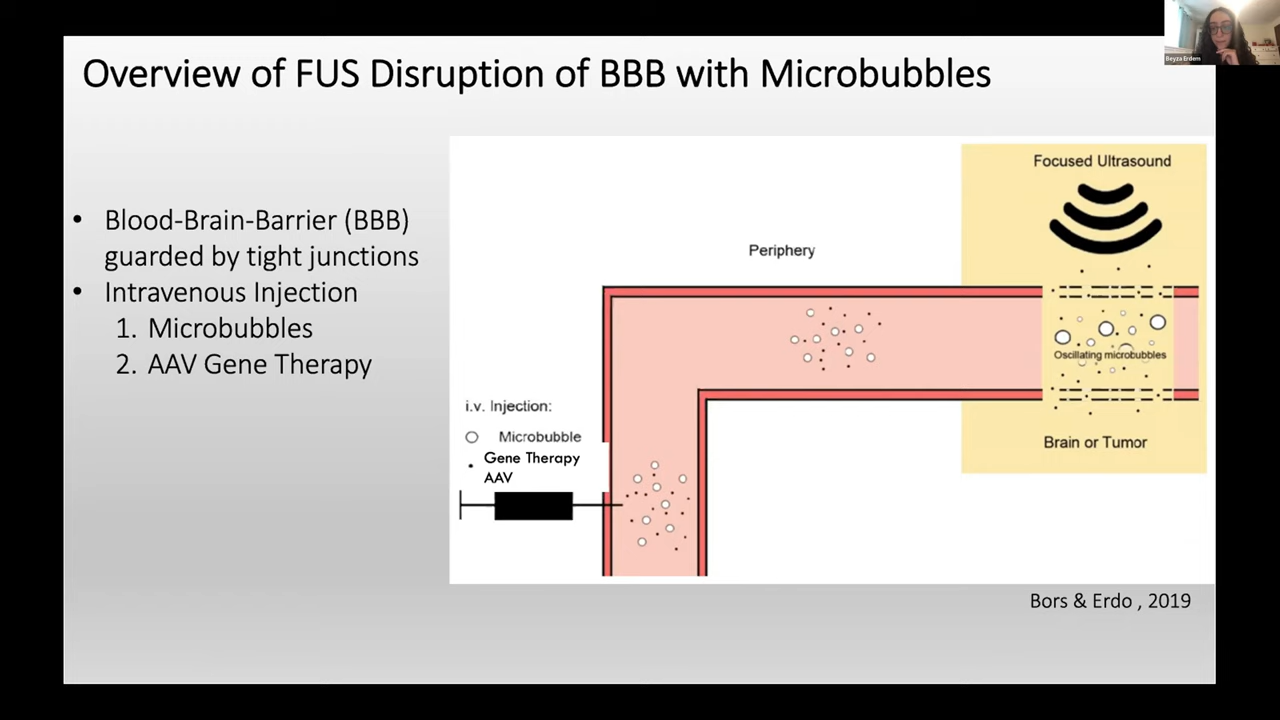 Overview of FUS Disruption of BBB with Microbubbles
Beyza Erdem
• Blood-Brain-Barrier (BBB)
guarded by tight junctions
• Intravenous Injection
1. Microbubbles
2. AAV Gene Therapy
Focused Ultrasound
Periphery
Oscillating microbubbles
Brain or Tumor
i.v. Injection:
Microbubble
Gene Therapy
AAV
Bors & Erdo , 2019